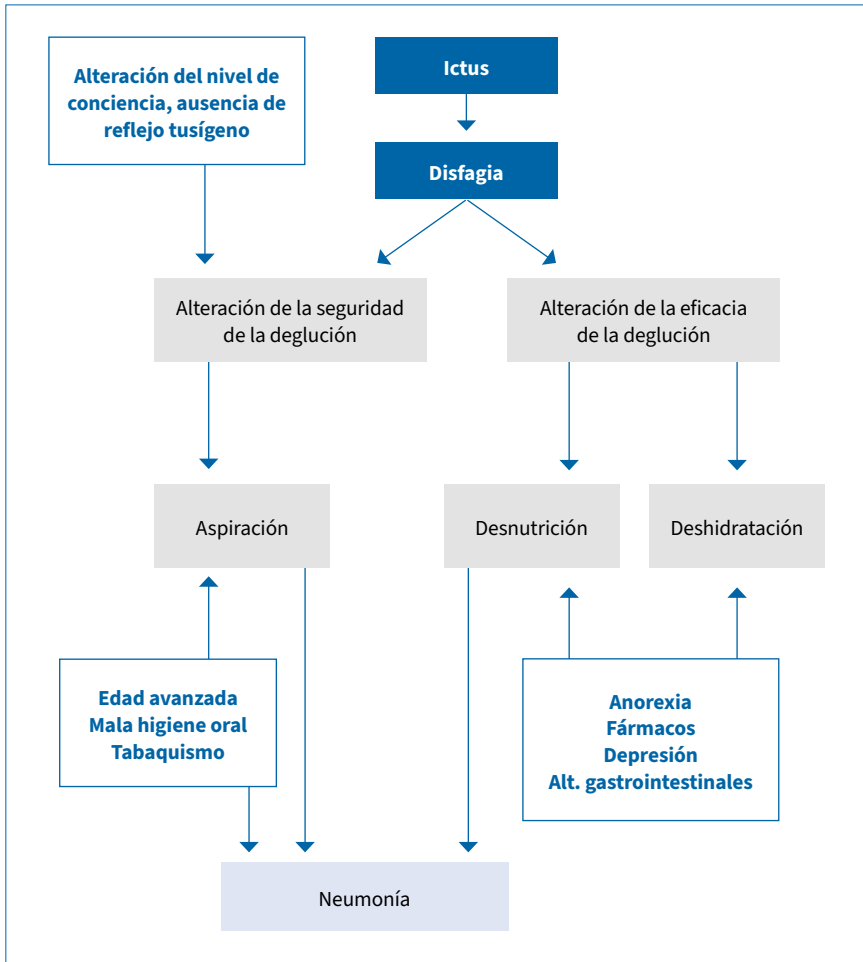 Alteración del nivel de
conciencia, ausencia de
reflejo tusígeno
Ictus
Disfagia
Alteración de la seguridad
de la deglución
Alteración de la eficacia
de la deglución
Aspiración
Desnutrición
Deshidratación
Edad avanzada
Mala higiene oral
Tabaquismo
Anorexia
Fármacos
Depresión
Alt. gastrointestinales
Neumonía